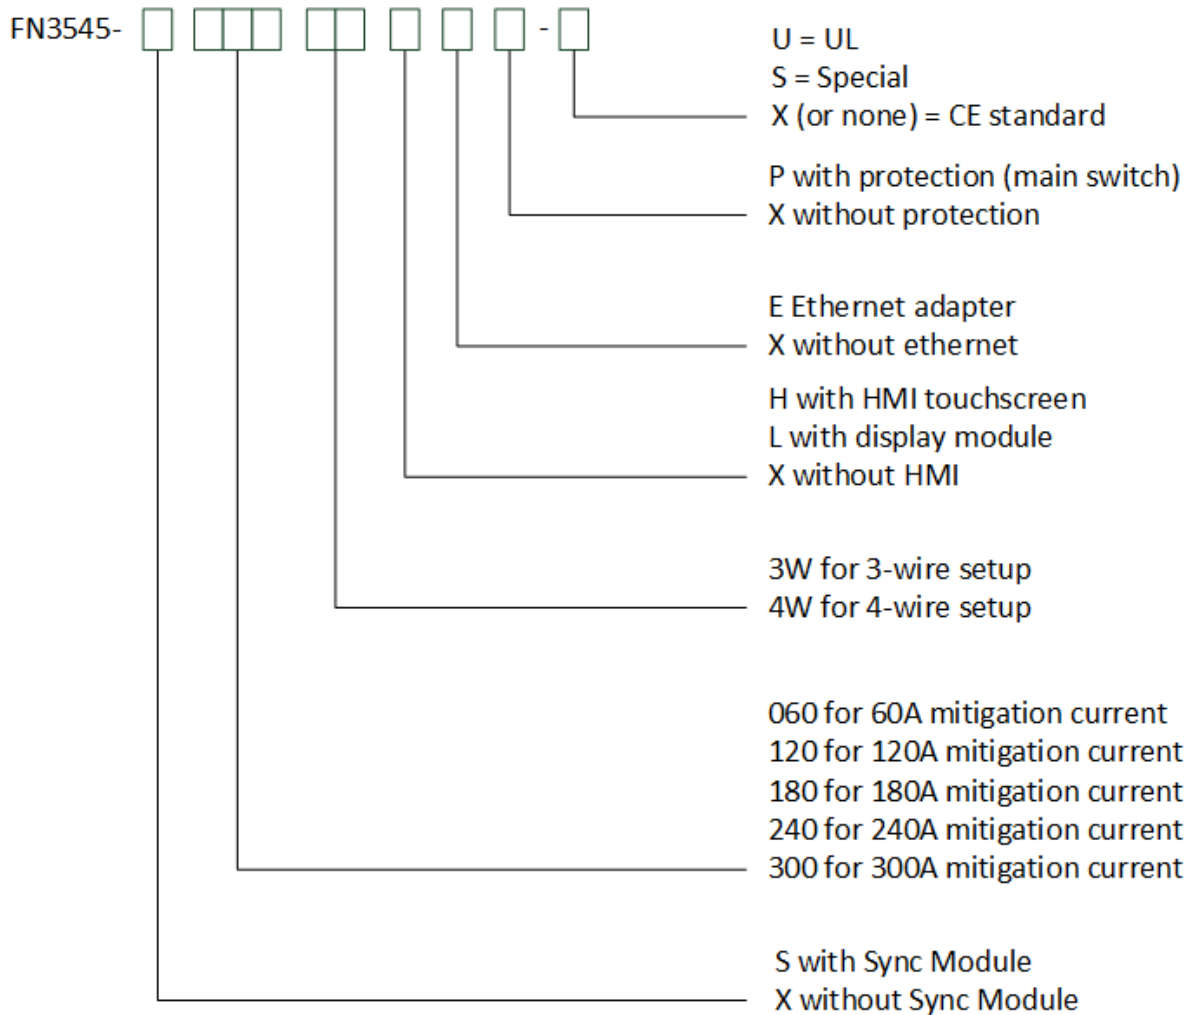 FN3545- -
U = UL
S = Special
X (or none) = CE standard
P with protection (main switch)
X without protection
E Ethernet adapter
X without ethernet
H with HMI touchscreen
L with display module
X without HMI
3W for 3-wire setup
4W for 4-wire setup
060 for 60A mitigation current
120 for 120A mitigation current
180 for 180A mitigation current
240 for 240A mitigation current
300 for 300A mitigation current
S with Sync Module
X without Sync Module